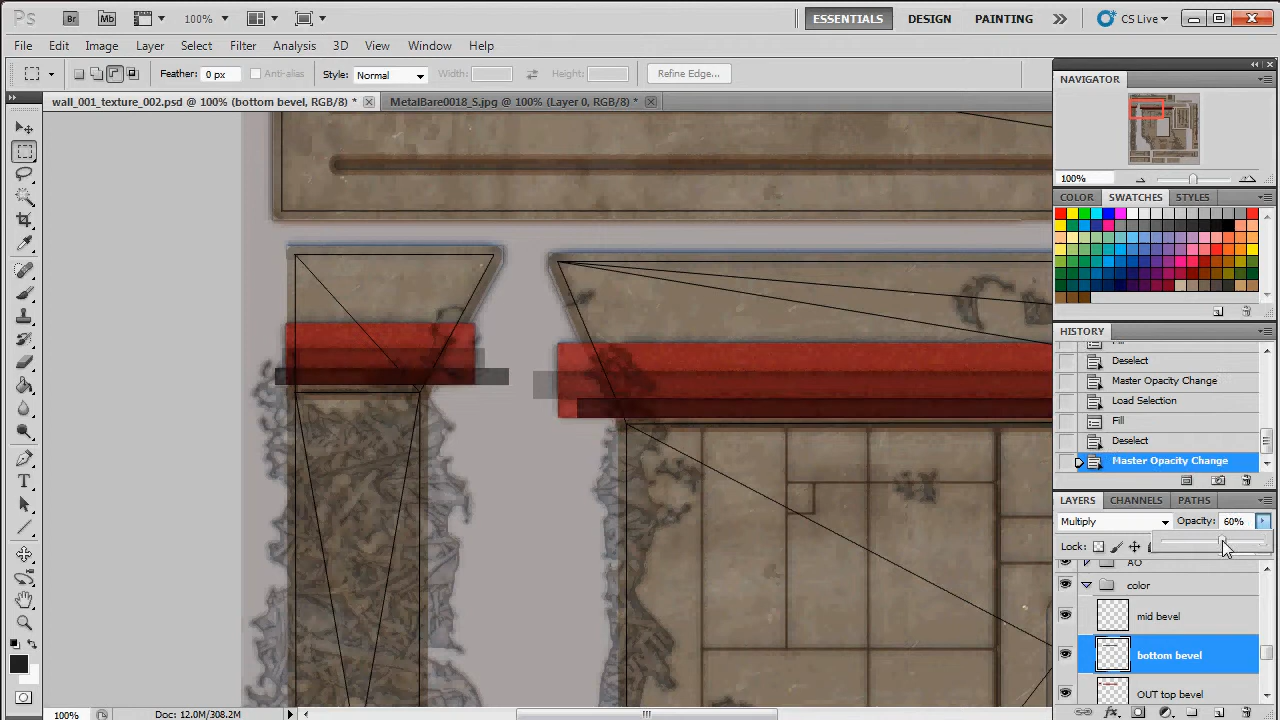 Ps Br Mb 100% ESSENTIALS DESIGN PAINTING CS Live
File Edit Image Layer Select Filter Analysis 3D View Window Help
Feather: 0 px Anti-alias Style: Normal Width: Height: Refine Edge...
wall_001_texture_002.psd @ 100% (bottom bevel, RGB/8) * MetalBare0018_S.jpg @ 100% (Layer 0, RGB/8) *
NAVIGATOR
100%
COLOR SWATCHES STYLES
HISTORY
Fill
Deselect
Master Opacity Change
Load Selection
Fill
Deselect
Master Opacity Change
LAYERS CHANNELS PATHS
Multiply Opacity: 60%
Lock:
AO
color
mid bevel
bottom bevel
OUT top bevel
100% Doc: 12.0M/308.2M